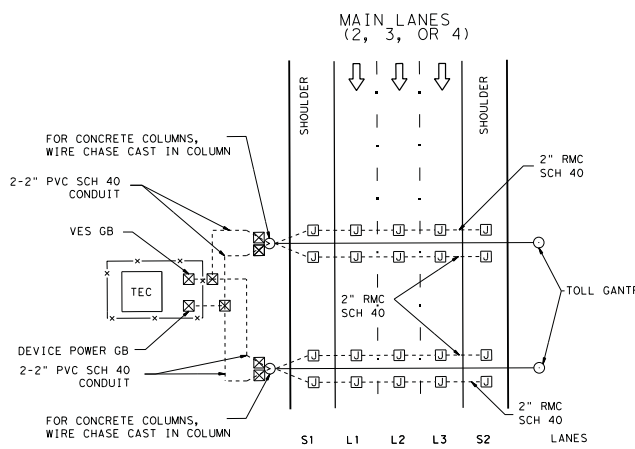 MAIN LANES
(2, 3, OR 4)
SHOULDER
SHOULDER
FOR CONCRETE COLUMNS,
WIRE CHASE CAST IN COLUMN
2-2" PVC SCH 40
CONDUIT
2" RMC
SCH 40
J J J J J
VES GB
J J J J J
TEC
2" RMC
SCH 40
TOLL GANTR
DEVICE POWER GB
J J J J J
2-2" PVC SCH 40
CONDUIT
J J J J J
2" RMC
SCH 40
FOR CONCRETE COLUMNS,
WIRE CHASE CAST IN COLUMN
S1 L1 L2 L3 S2 LANES